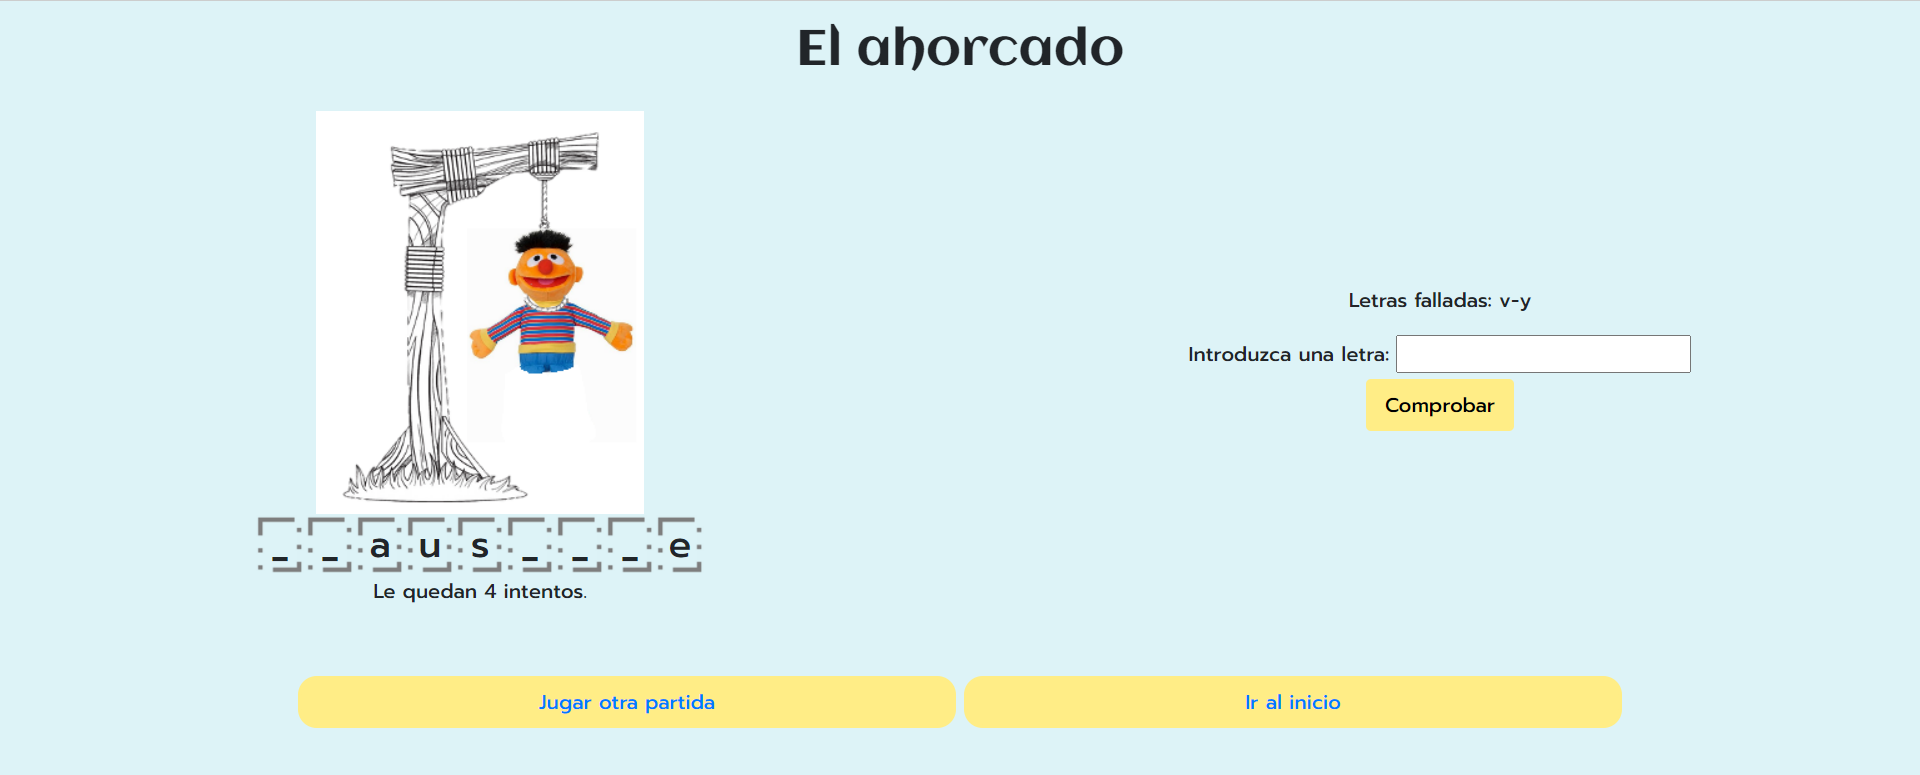 El ahorcado
_ _ a u s _ _ _ e
Le quedan 4 intentos.
Letras falladas: v-y
Introduzca una letra:
Comprobar
Jugar otra partida
Ir al inicio